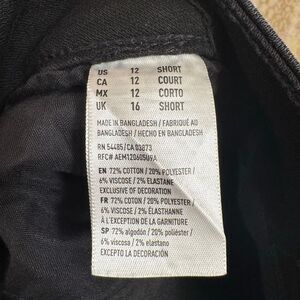 US 12 SHORT
CA 12 COURT
MX 12 CORTO
UK 16 SHORT
MADE IN BANGLADESH / FABRIQUÉ AU
BANGLADESH / HECHO EN BANGLADESH
RN 54485/CA 03873
RFC# AEM120605U9A
EN 72% COTTON / 20% POLYESTER /
6% VISCOSE / 2% ELASTANE
EXCLUSIVE OF DECORATION
FR 72% COTON / 20% POLYESTER /
6% VISCOSE / 2% ÉLASTHANNE
À L'EXCEPTION DE LA GARNITURE
SP 72% algodón / 20% poliéster /
6% viscosa / 2% elastano
EXCEPTO LA DECORACIÓN